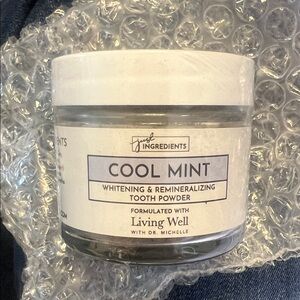 just
INGREDIENTS
COOL MINT
WHITENING & REMINERALIZING
TOOTH POWDER
FORMULATED WITH
Living Well
WITH DR. MICHELLE